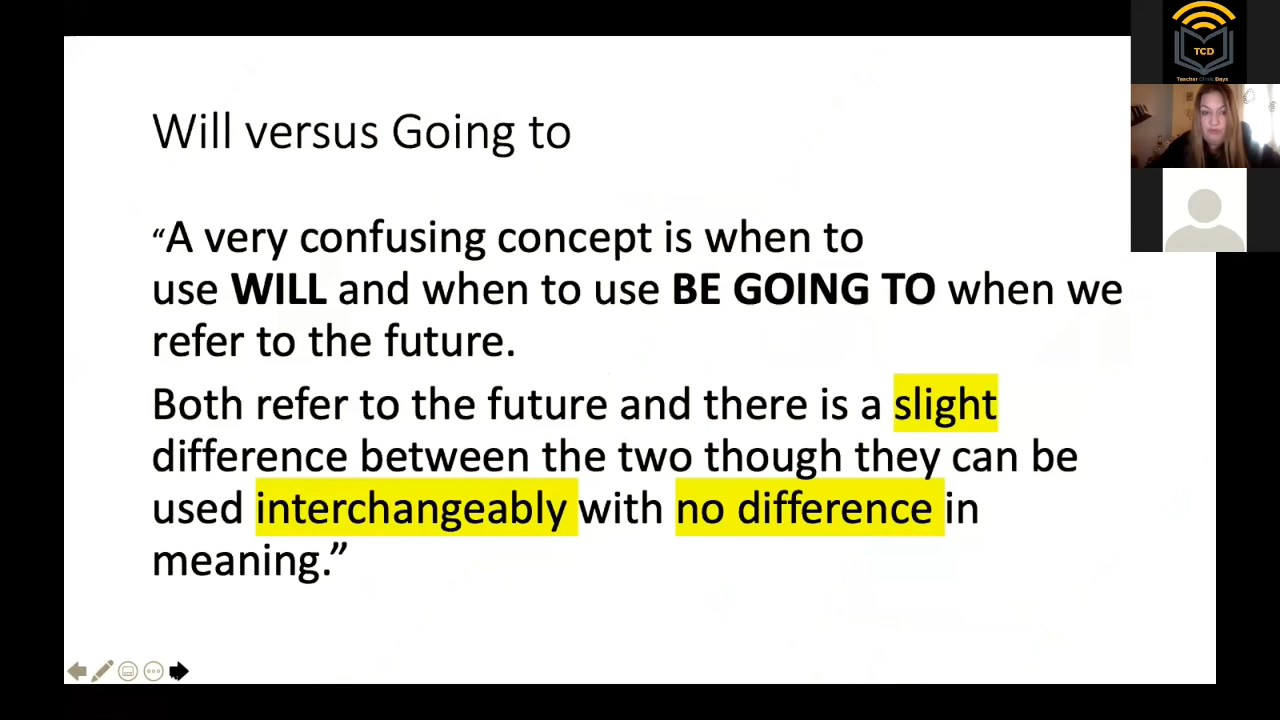 Will versus Going to
“A very confusing concept is when to
use WILL and when to use BE GOING TO when we
refer to the future.
Both refer to the future and there is a slight
difference between the two though they can be
used interchangeably with no difference in
meaning.”
TCD
Teacher Clinic Days